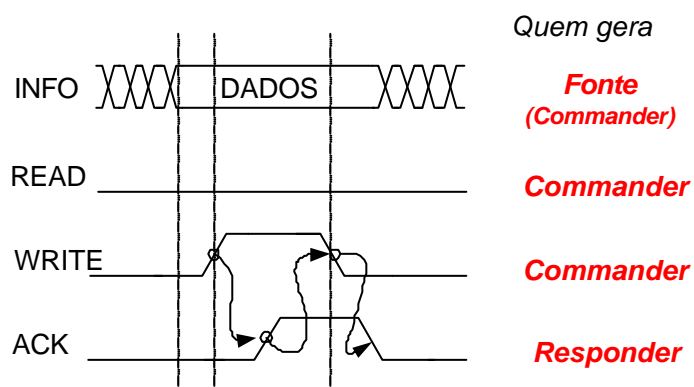 Quem gera
INFO DADOS Fonte
(Commander)
READ Commander
WRITE Commander
ACK Responder